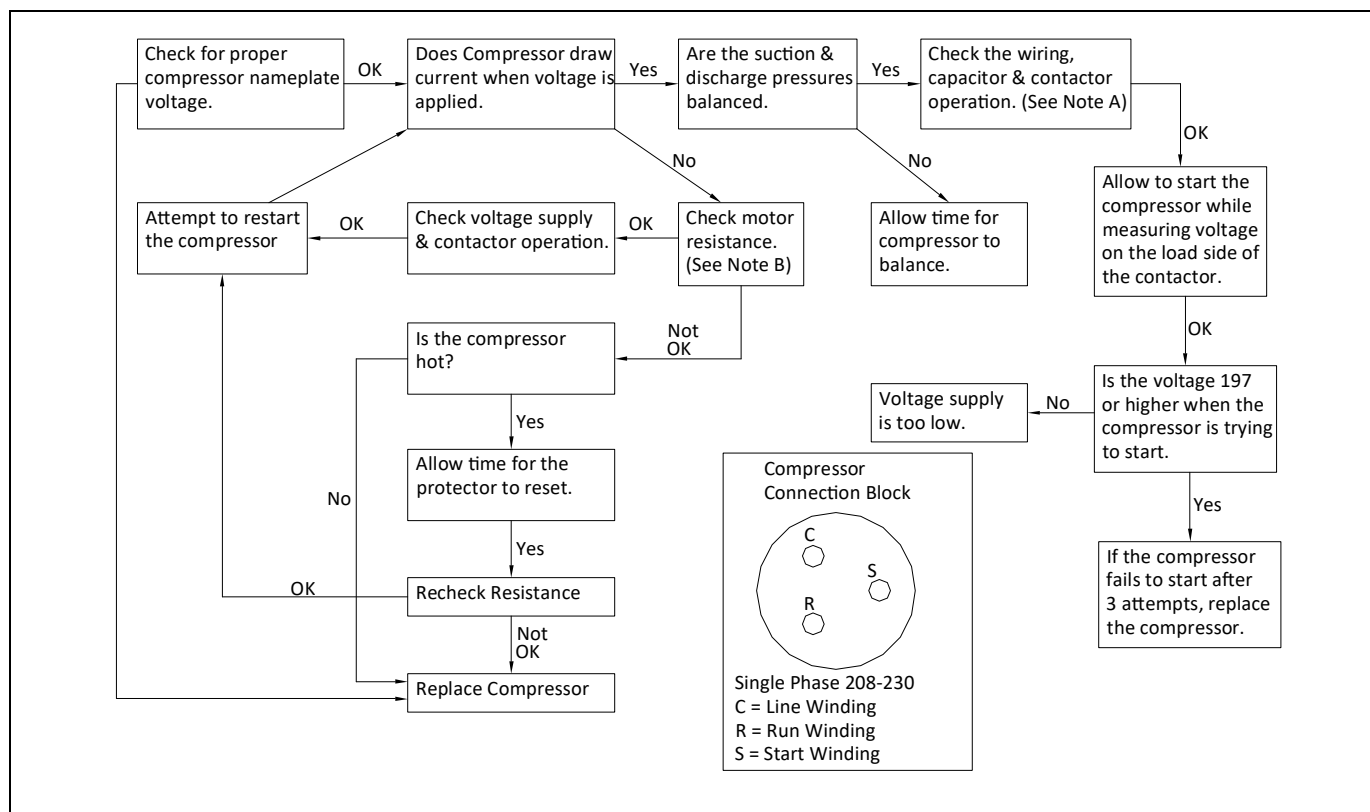 Check for proper
compressor nameplate
voltage.
OK
Does Compressor draw
current when voltage is
applied.
Yes
Are the suction &
discharge pressures
balanced.
Yes
Check the wiring,
capacitor & contactor
operation. (See Note A)
OK
No
No
Attempt to restart
the compressor
OK
Check voltage supply
& contactor operation.
OK
Check motor
resistance.
(See Note B)
Allow time for
compressor to
balance.
Allow to start the
compressor while
measuring voltage
on the load side of
the contactor.
Not
OK
OK
Is the compressor
hot?
Yes
Voltage supply
is too low.
No
Is the voltage 197
or higher when the
compressor is trying
to start.
No
Allow time for the
protector to reset.
Yes
Yes
OK
Recheck Resistance
Not
OK
Replace Compressor
If the compressor
fails to start after
3 attempts, replace
the compressor.
Compressor
Connection Block
C
S
R
Single Phase 208-230
C = Line Winding
R = Run Winding
S = Start Winding